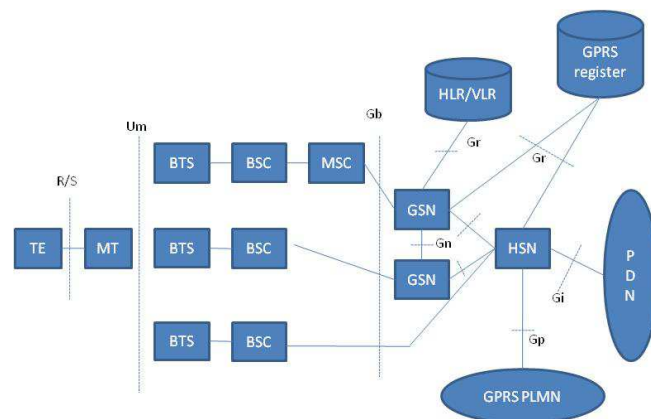 GPRS
register
HLR/VLR
Gb
Um
Gr
Gr
BTS
BSC
MSC
R/S
GSN
TE
MT
BTS
BSC
Gn
HSN
P
D
N
GSN
Gi
BTS
BSC
Gp
GPRS PLMN